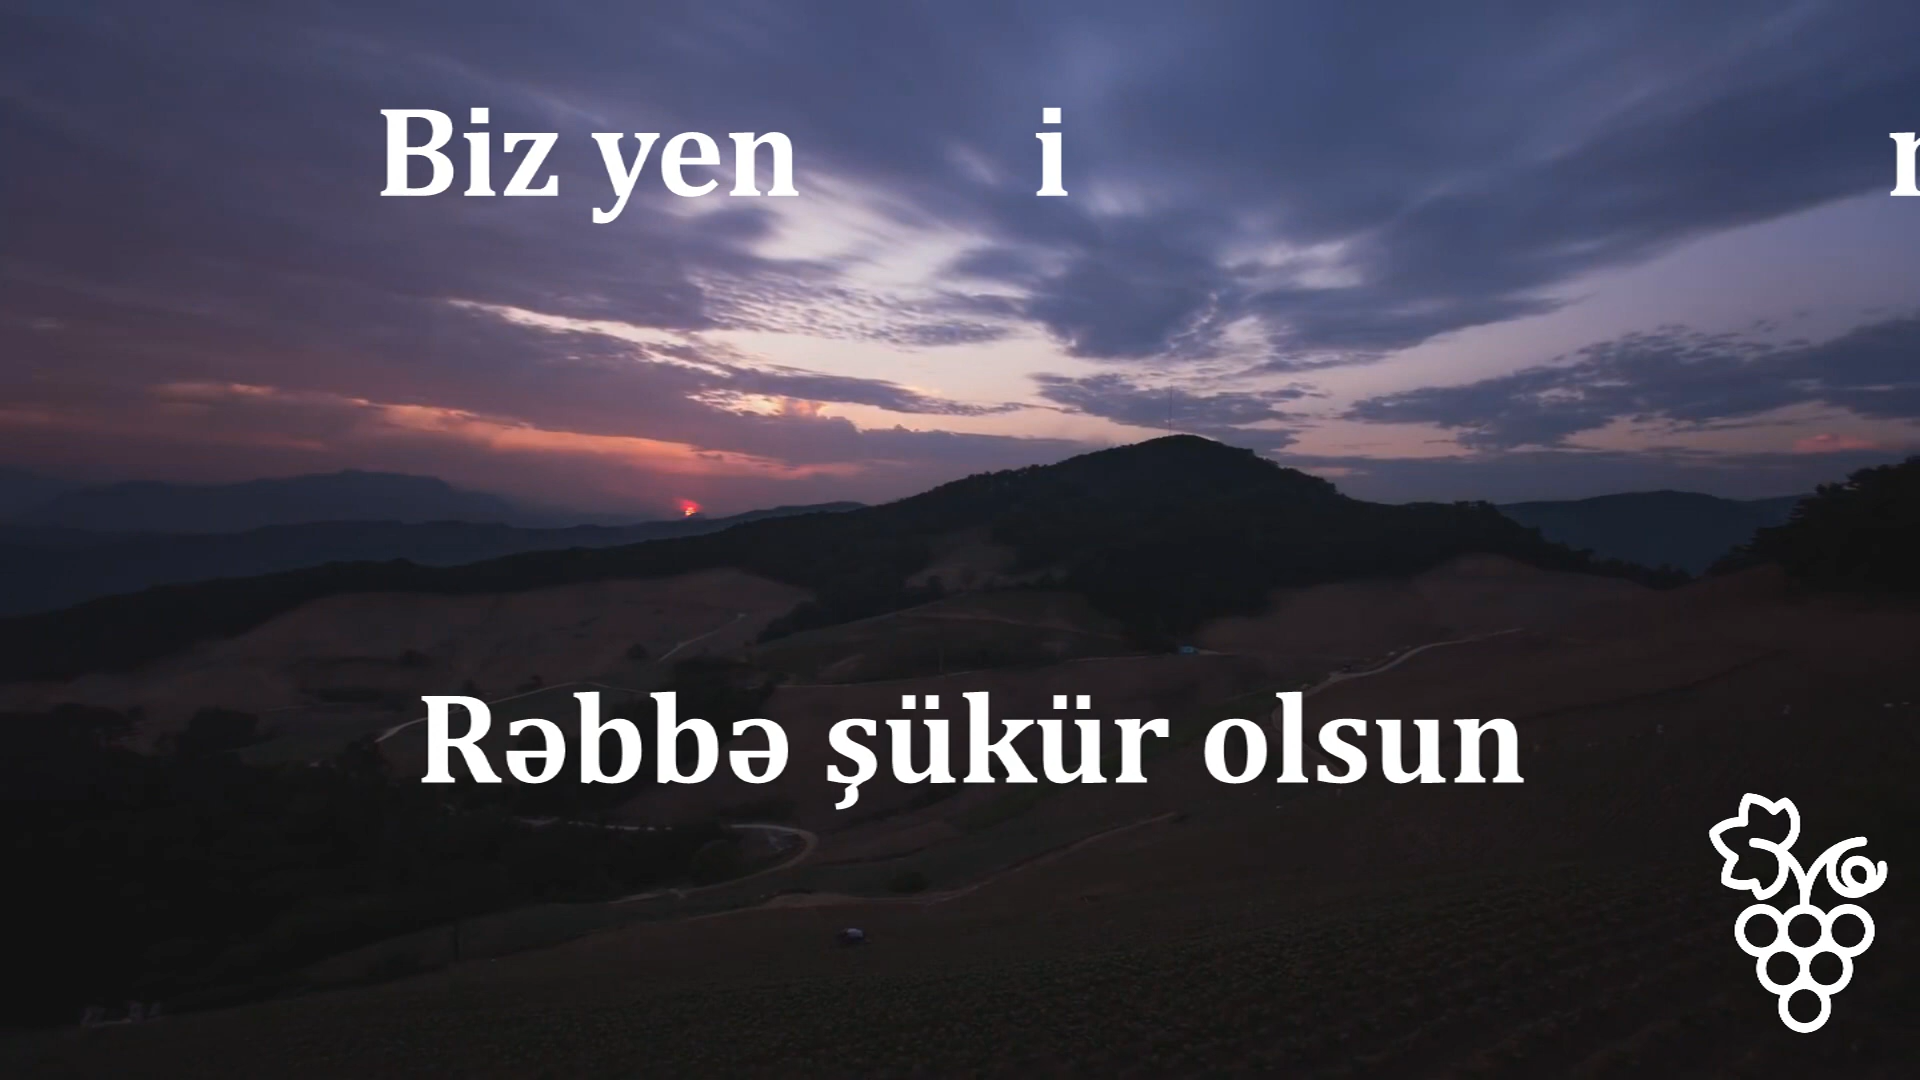 Biz yen i
Rəbbə şükür olsun